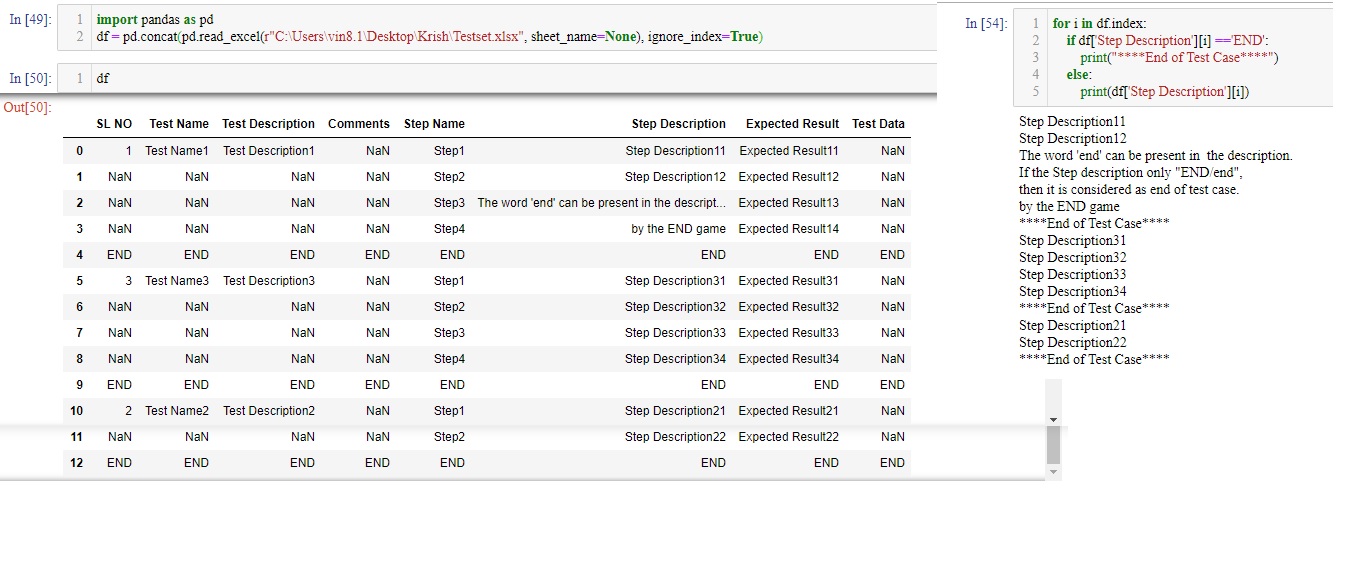 In [49]:
1 import pandas as pd
2 df = pd.concat(pd.read_excel(r"C:\Users\vin8.1\Desktop\Krish\Testset.xlsx", sheet_name=None), ignore_index=True)
In [50]:
1 df
Out[50]:
SL NO Test Name Test Description Comments Step Name Step Description Expected Result Test Data
0 1 Test Name1 Test Description1 NaN Step1 Step Description11 Expected Result11 NaN
1 NaN NaN NaN NaN Step2 Step Description12 Expected Result12 NaN
2 NaN NaN NaN NaN Step3 The word 'end' can be present in the descript... Expected Result13 NaN
3 NaN NaN NaN NaN Step4 by the END game Expected Result14 NaN
4 END END END END END END END END
5 3 Test Name3 Test Description3 NaN Step1 Step Description31 Expected Result31 NaN
6 NaN NaN NaN NaN Step2 Step Description32 Expected Result32 NaN
7 NaN NaN NaN NaN Step3 Step Description33 Expected Result33 NaN
8 NaN NaN NaN NaN Step4 Step Description34 Expected Result34 NaN
9 END END END END END END END END
10 2 Test Name2 Test Description2 NaN Step1 Step Description21 Expected Result21 NaN
11 NaN NaN NaN NaN Step2 Step Description22 Expected Result22 NaN
12 END END END END END END END END
In [54]:
1 for i in df.index:
2 if df['Step Description'][i] =='END':
3 print("****End of Test Case****")
4 else:
5 print(df['Step Description'][i])
Step Description11
Step Description12
The word 'end' can be present in  the description.
If the Step description only "END/end",
then it is considered as end of test case.
by the END game
****End of Test Case****
Step Description31
Step Description32
Step Description33
Step Description34
****End of Test Case****
Step Description21
Step Description22
****End of Test Case****